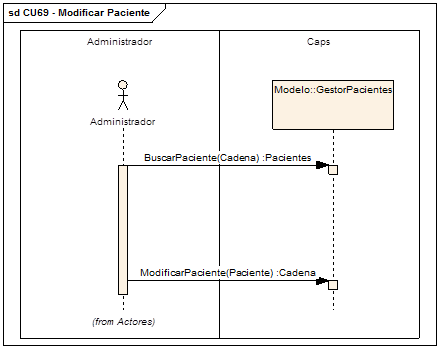 sd CU69 - Modificar Paciente
Administrador
Caps
Modelo::GestorPacientes
Administrador
BuscarPaciente(Cadena) :Pacientes
ModificarPaciente(Paciente) :Cadena
(from Actores)